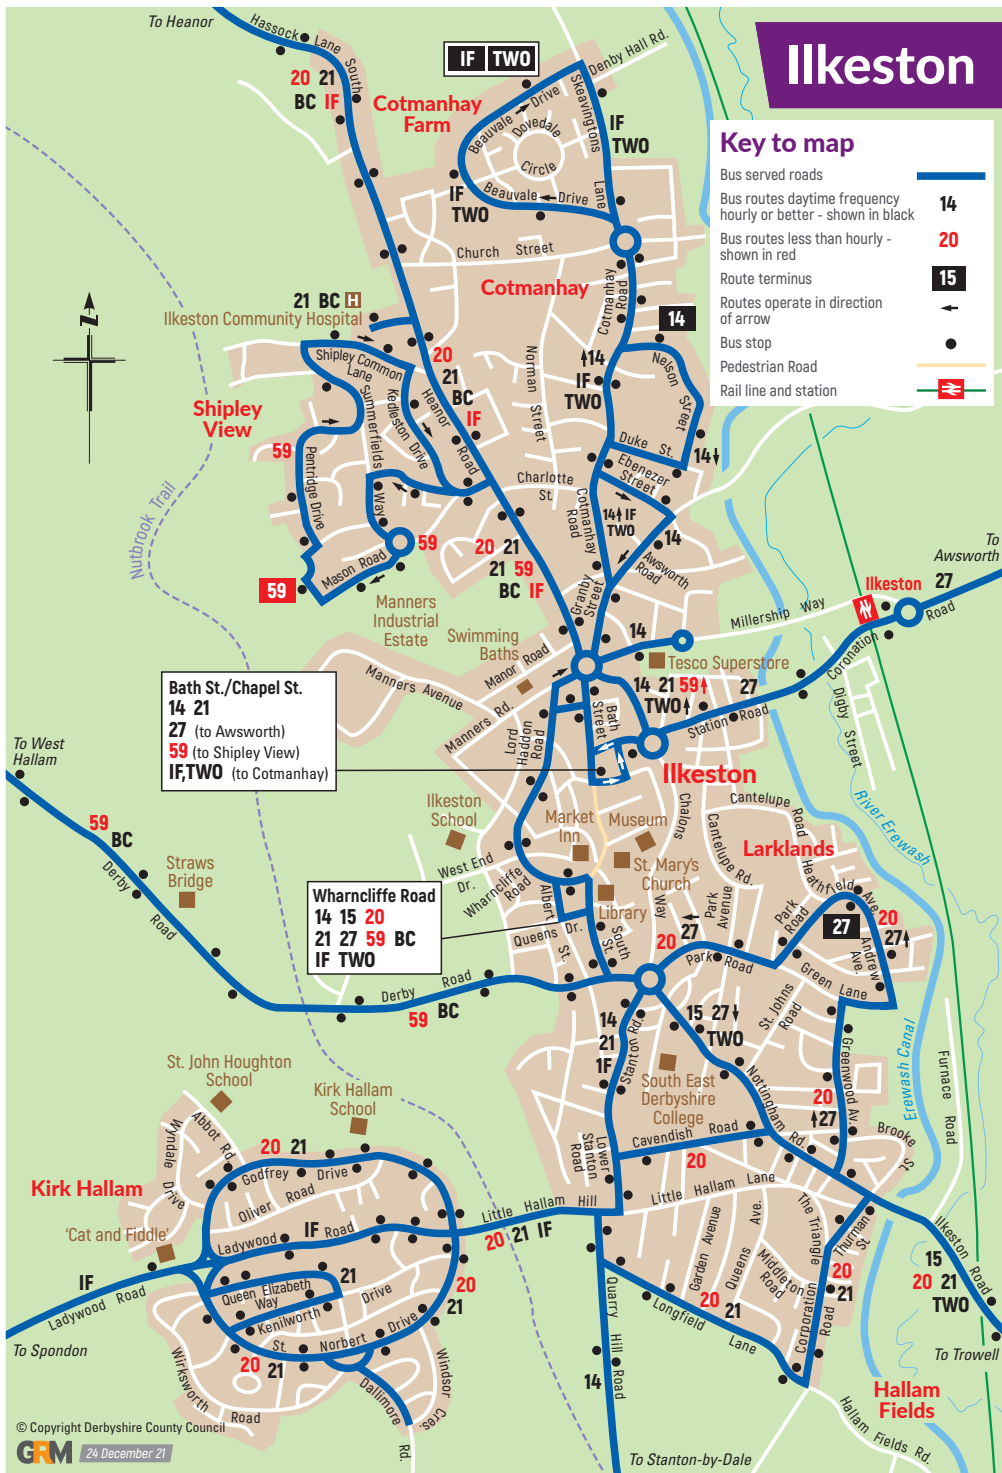 Ilkeston
Key to map
Bus served roads
Bus routes daytime frequency
hourly or better - shown in black
14
Bus routes less than hourly -
shown in red
20
Route terminus
15
Routes operate in direction
of arrow
Bus stop
Pedestrian Road
Rail line and station
To Heanor
Hassock Lane South
20 21
BC IF
Cotmanhay
Farm
IF TWO
Denby Hall Rd.
Beauvale Drive
Dovedale
Circle
Skeavingtons
Lane
IF
TWO
IF
TWO
Beauvale Drive
Church Street
Cotmanhay
Cotmanhay
Road
21 BC H
Ilkeston Community Hospital
14
Shipley Common
Lane
20
21
BC
IF
Norman Street
14
IF
TWO
Nelson Street
Shipley
View
Summerfields
Way
Kedleston Drive
Heanor
Road
59
Pentridge Drive
Duke St.
14
Ebenezer
Street
Charlotte
St.
Cotmanhay
Road
14 IF
TWO
14
Awsworth
Road
Nutbrook Trail
59
20 21
21 59
BC IF
Mason Road
59
Granby
Street
To
Awsworth
27
Ilkeston
Road
Coronation
Millership Way
Manners
Industrial
Estate
Swimming
Baths
Manor Road
14
Tesco Superstore
Manners Avenue
Manners Rd.
14 21 59
TWO
27
Station Road
Digby Street
Bath
Street
Lord
Haddon
Road
Bath St./Chapel St.
14 21
27 (to Awsworth)
59 (to Shipley View)
IF,TWO (to Cotmanhay)
Ilkeston
To West
Hallam
River Erewash
59
BC
Derby
Road
Straws
Bridge
Ilkeston
School
Market
Inn
Museum
Chalons
Way
Cantelupe Rd.
Cantelupe
Road
Larklands
Heathfield
Ave.
West End
Dr.
Wharncliffe
Road
St. Mary's
Church
Park
Avenue
Park
Road
Library
Albert
St.
Queens Dr.
South
St.
Wharncliffe Road
14 15 20
21 27 59 BC
IF TWO
27
20
27
Andrew
Ave.
20
27
Park Road
Green Lane
Derby Road
59
BC
14
21
1F
Stanton Rd.
15 27
TWO
St. Johns
Road
Greenwood Av.
Erewash Canal
Furnace
Road
St. John Houghton
School
Kirk Hallam
School
South East
Derbyshire
College
Nottingham Rd.
20
27
Brooke
St.
Wyndale
Drive
Abbot Rd.
20 21
Godfrey Drive
Oliver Road
Kirk Hallam
Lower
Stanton
Road
Cavendish Road
20
Little Hallam Lane
Little Hallam Hill
20 21 IF
'Cat and Fiddle'
Ladywood Road
IF
IF
Ladywood Road
Queen Elizabeth
Way
21
Kenilworth
Drive
20
21
To Spondon
St.
Norbert Drive
20
21
Wirksworth
Road
Dallimore
Rd.
Windsor
Cres.
Quarry
Hill
Road
14
Garden Avenue
Queens
Ave.
Middleton
Road
The Triangle
Thurman
St.
20
21
Longfield
Lane
20
21
Corporation
Road
Ilkeston
Road
15
20 21
TWO
To Trowell
Hallam
Fields
Hallam Fields Rd.
To Stanton-by-Dale
© Copyright Derbyshire County Council
GRM
24 December 21